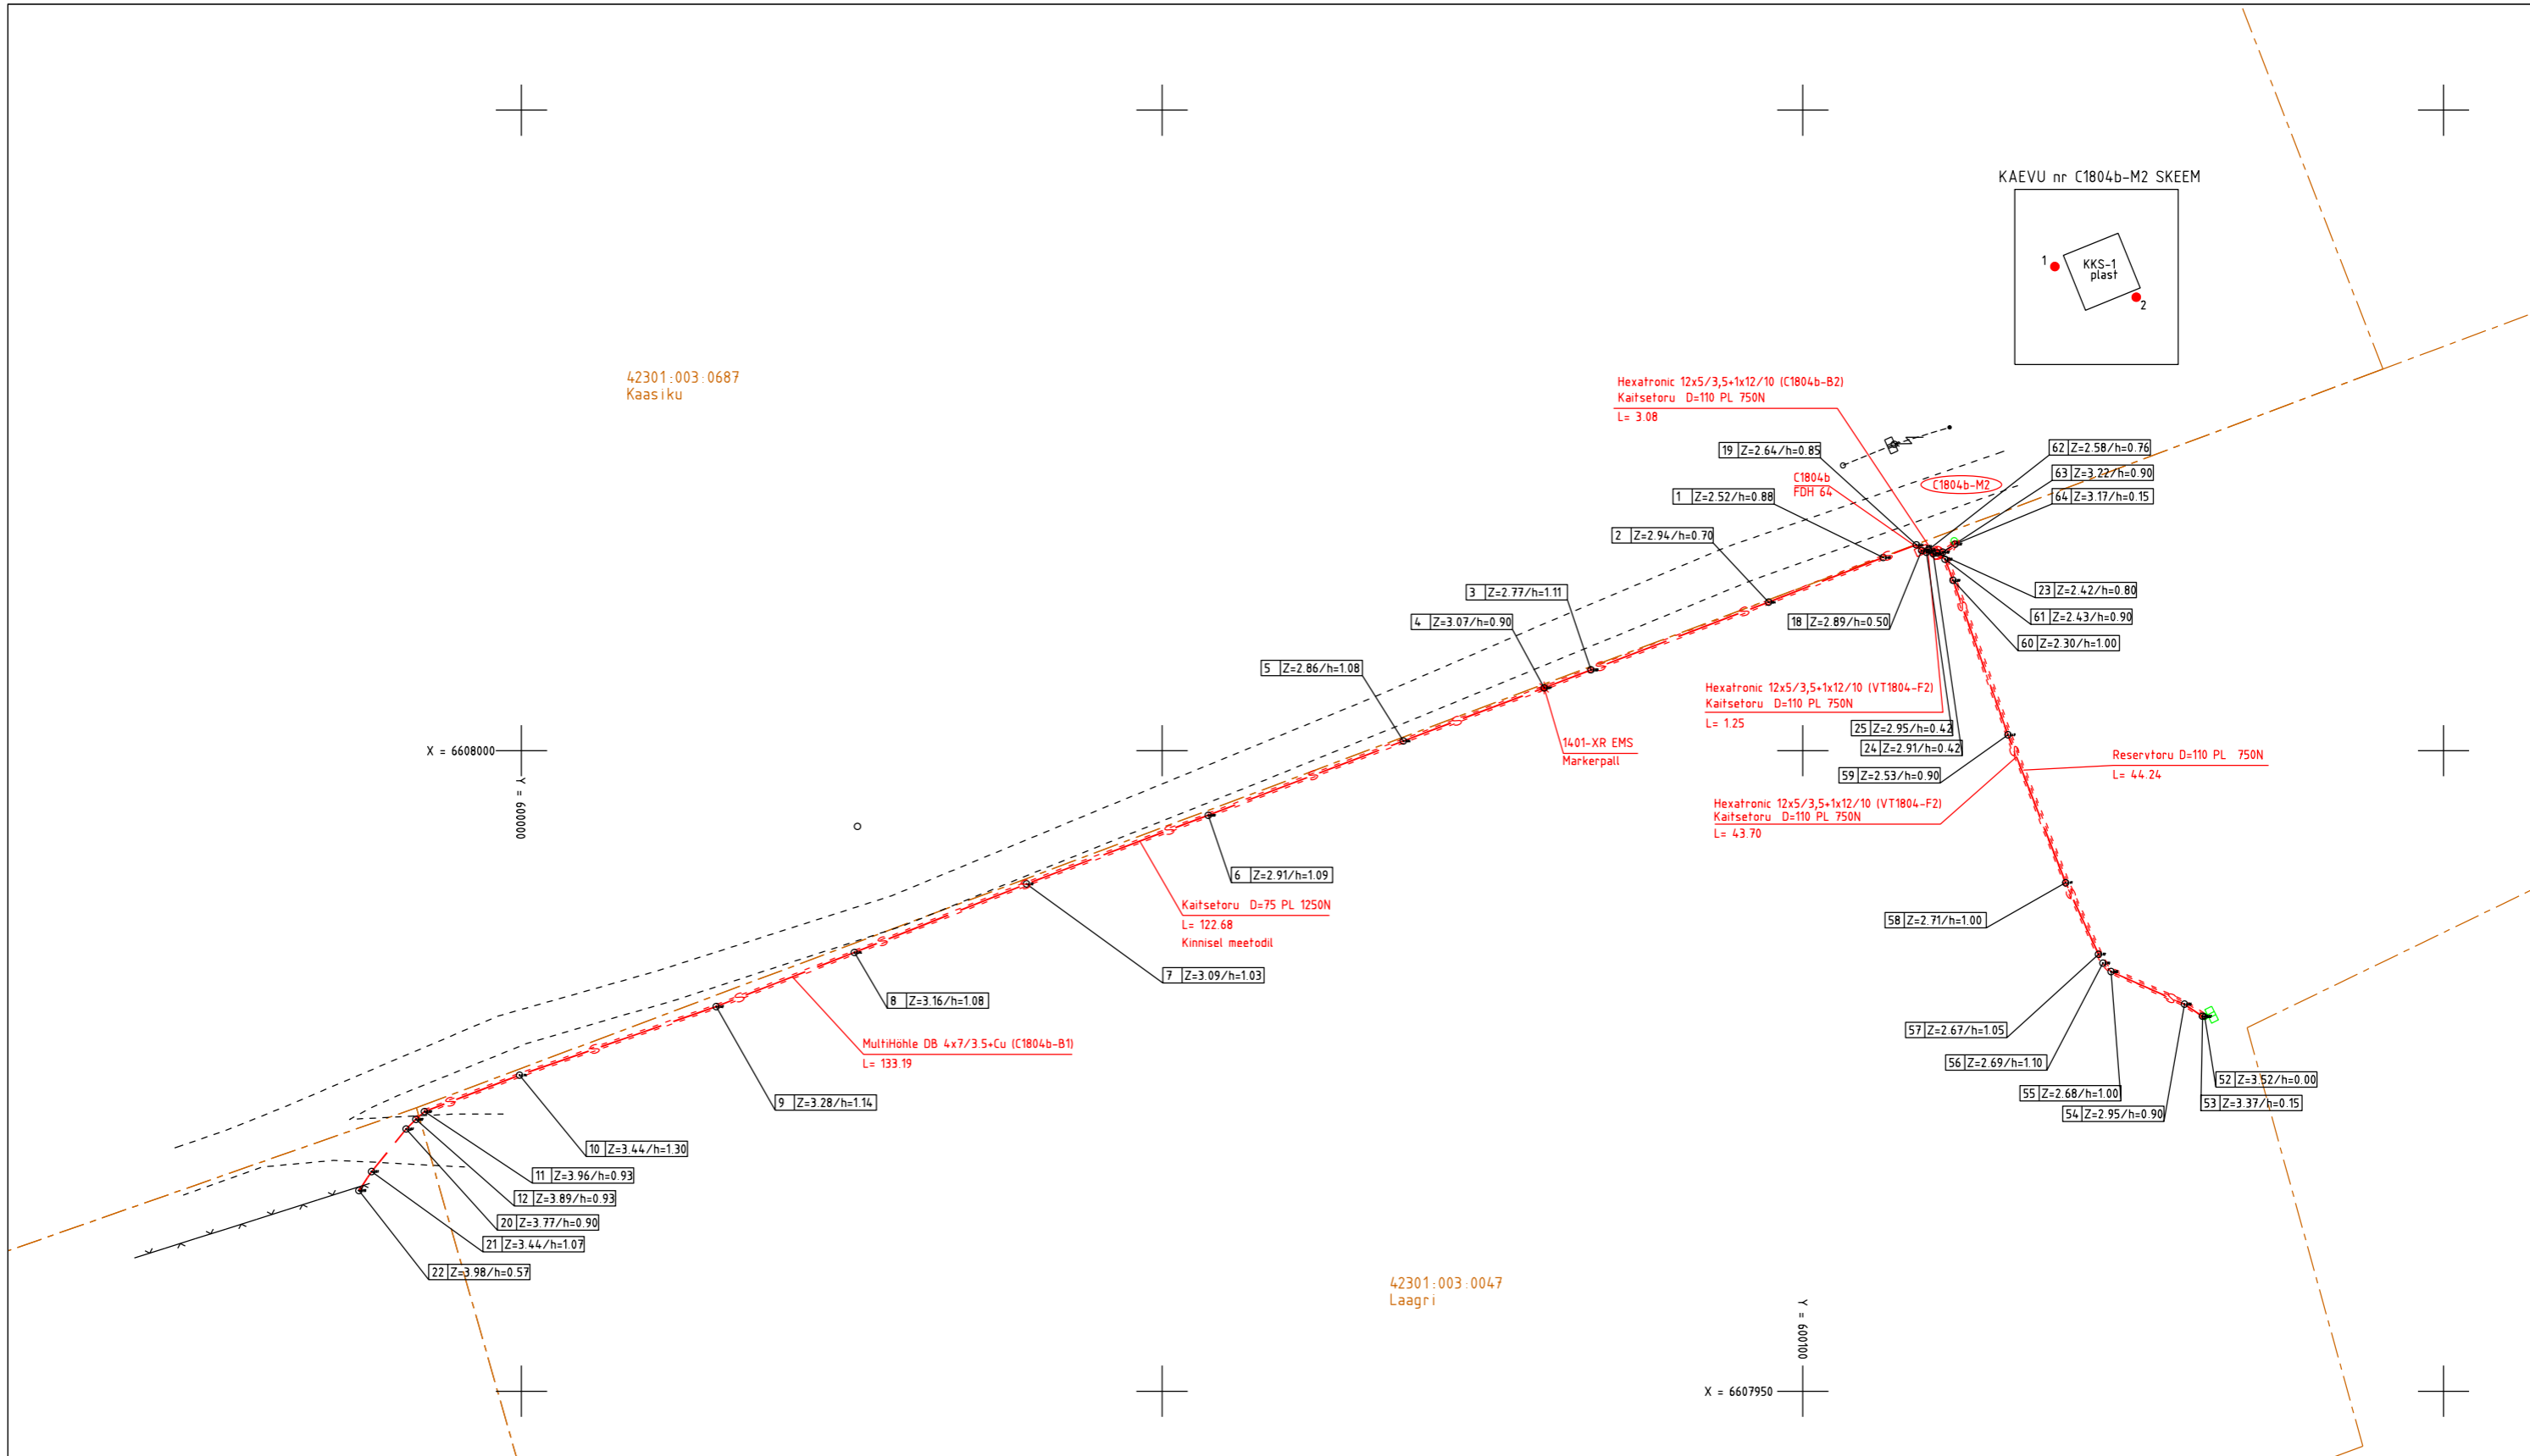 KAEVU nr C1804b-M2 SKEEM
1
KKS-1
plast
2
42301:003:0687
Kaasiku
Hexatronic 12x5/3,5+1x12/10 (C1804b-B2)
Kaitsetoru D=110 PL 750N
L= 3.08
19 Z=2.64/h=0.85
62 Z=2.58/h=0.76
63 Z=3.22/h=0.90
64 Z=3.17/h=0.15
C1804b
FDH 64
C1804b-M2
1 Z=2.52/h=0.88
2 Z=2.94/h=0.70
3 Z=2.77/h=1.11
4 Z=3.07/h=0.90
18 Z=2.89/h=0.50
23 Z=2.42/h=0.80
61 Z=2.43/h=0.90
60 Z=2.30/h=1.00
5 Z=2.86/h=1.08
Hexatronic 12x5/3,5+1x12/10 (VT1804-F2)
Kaitsetoru D=110 PL 750N
L= 1.25
25 Z=2.95/h=0.42
24 Z=2.91/h=0.42
59 Z=2.53/h=0.90
1401-XR EMS
Markerpall
X = 6608000
Y = 600000
Reservtoru D=110 PL 750N
L= 44.24
Hexatronic 12x5/3,5+1x12/10 (VT1804-F2)
Kaitsetoru D=110 PL 750N
L= 43.70
6 Z=2.91/h=1.09
Kaitsetoru D=75 PL 1250N
L= 122.68
Kinnisel meetodil
58 Z=2.71/h=1.00
7 Z=3.09/h=1.03
8 Z=3.16/h=1.08
57 Z=2.67/h=1.05
MultiHöhle DB 4x7/3.5+Cu (C1804b-B1)
L= 133.19
56 Z=2.69/h=1.10
52 Z=3.52/h=0.00
55 Z=2.68/h=1.00
53 Z=3.37/h=0.15
54 Z=2.95/h=0.90
9 Z=3.28/h=1.14
10 Z=3.44/h=1.30
11 Z=3.96/h=0.93
12 Z=3.89/h=0.93
20 Z=3.77/h=0.90
21 Z=3.44/h=1.07
22 Z=3.98/h=0.57
42301:003:0047
Laagri
Y = 600100
X = 6607950